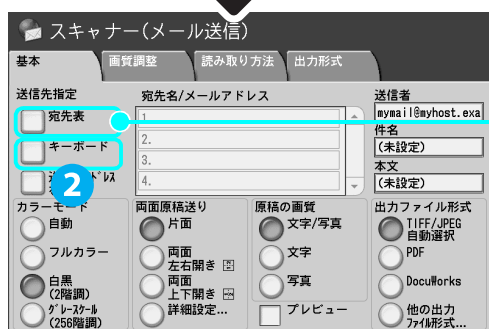 スキャナー(メール送信)
基本
画質調整
読み取り方法
出力形式
送信先指定
宛先名/メールアドレス
送信者
宛先表
1.
mymail@myhost.exa
件名
キーボード
2.
(未設定)
3.
本文
2
4.
(未設定)
カラーモード
両面原稿送り
原稿の画質
出力ファイル形式
自動
片面
文字/写真
TIFF/JPEG
自動選択
フルカラー
両面
左右開き
文字
PDF
白黒
(2階調)
両面
上下開き
写真
DocuWorks
グレースケール
(256階調)
詳細設定...
プレビュー
他の出力
ファイル形式...